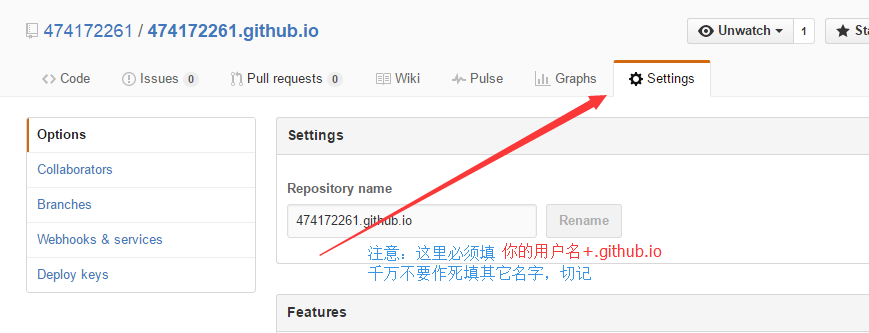 474172261 / 474172261.github.io
Unwatch 1 Sta
Code Issues 0 Pull requests 0 Wiki Pulse Graphs Settings
Options
Collaborators
Branches
Webhooks & services
Deploy keys
Settings
Repository name
474172261.github.io Rename
注意：这里必须填 你的用户名+.github.io
千万不要作死填其它名字，切记
Features